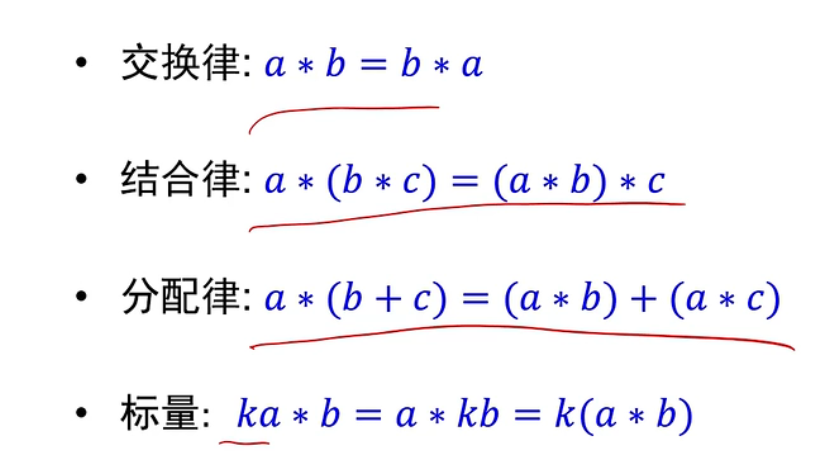 • 交换律: a ∗ b = b ∗ a
• 结合律: a ∗ (b ∗ c) = (a ∗ b) ∗ c
• 分配律: a ∗ (b + c) = (a ∗ b) + (a ∗ c)
• 标量: ka ∗ b = a ∗ kb = k(a ∗ b)